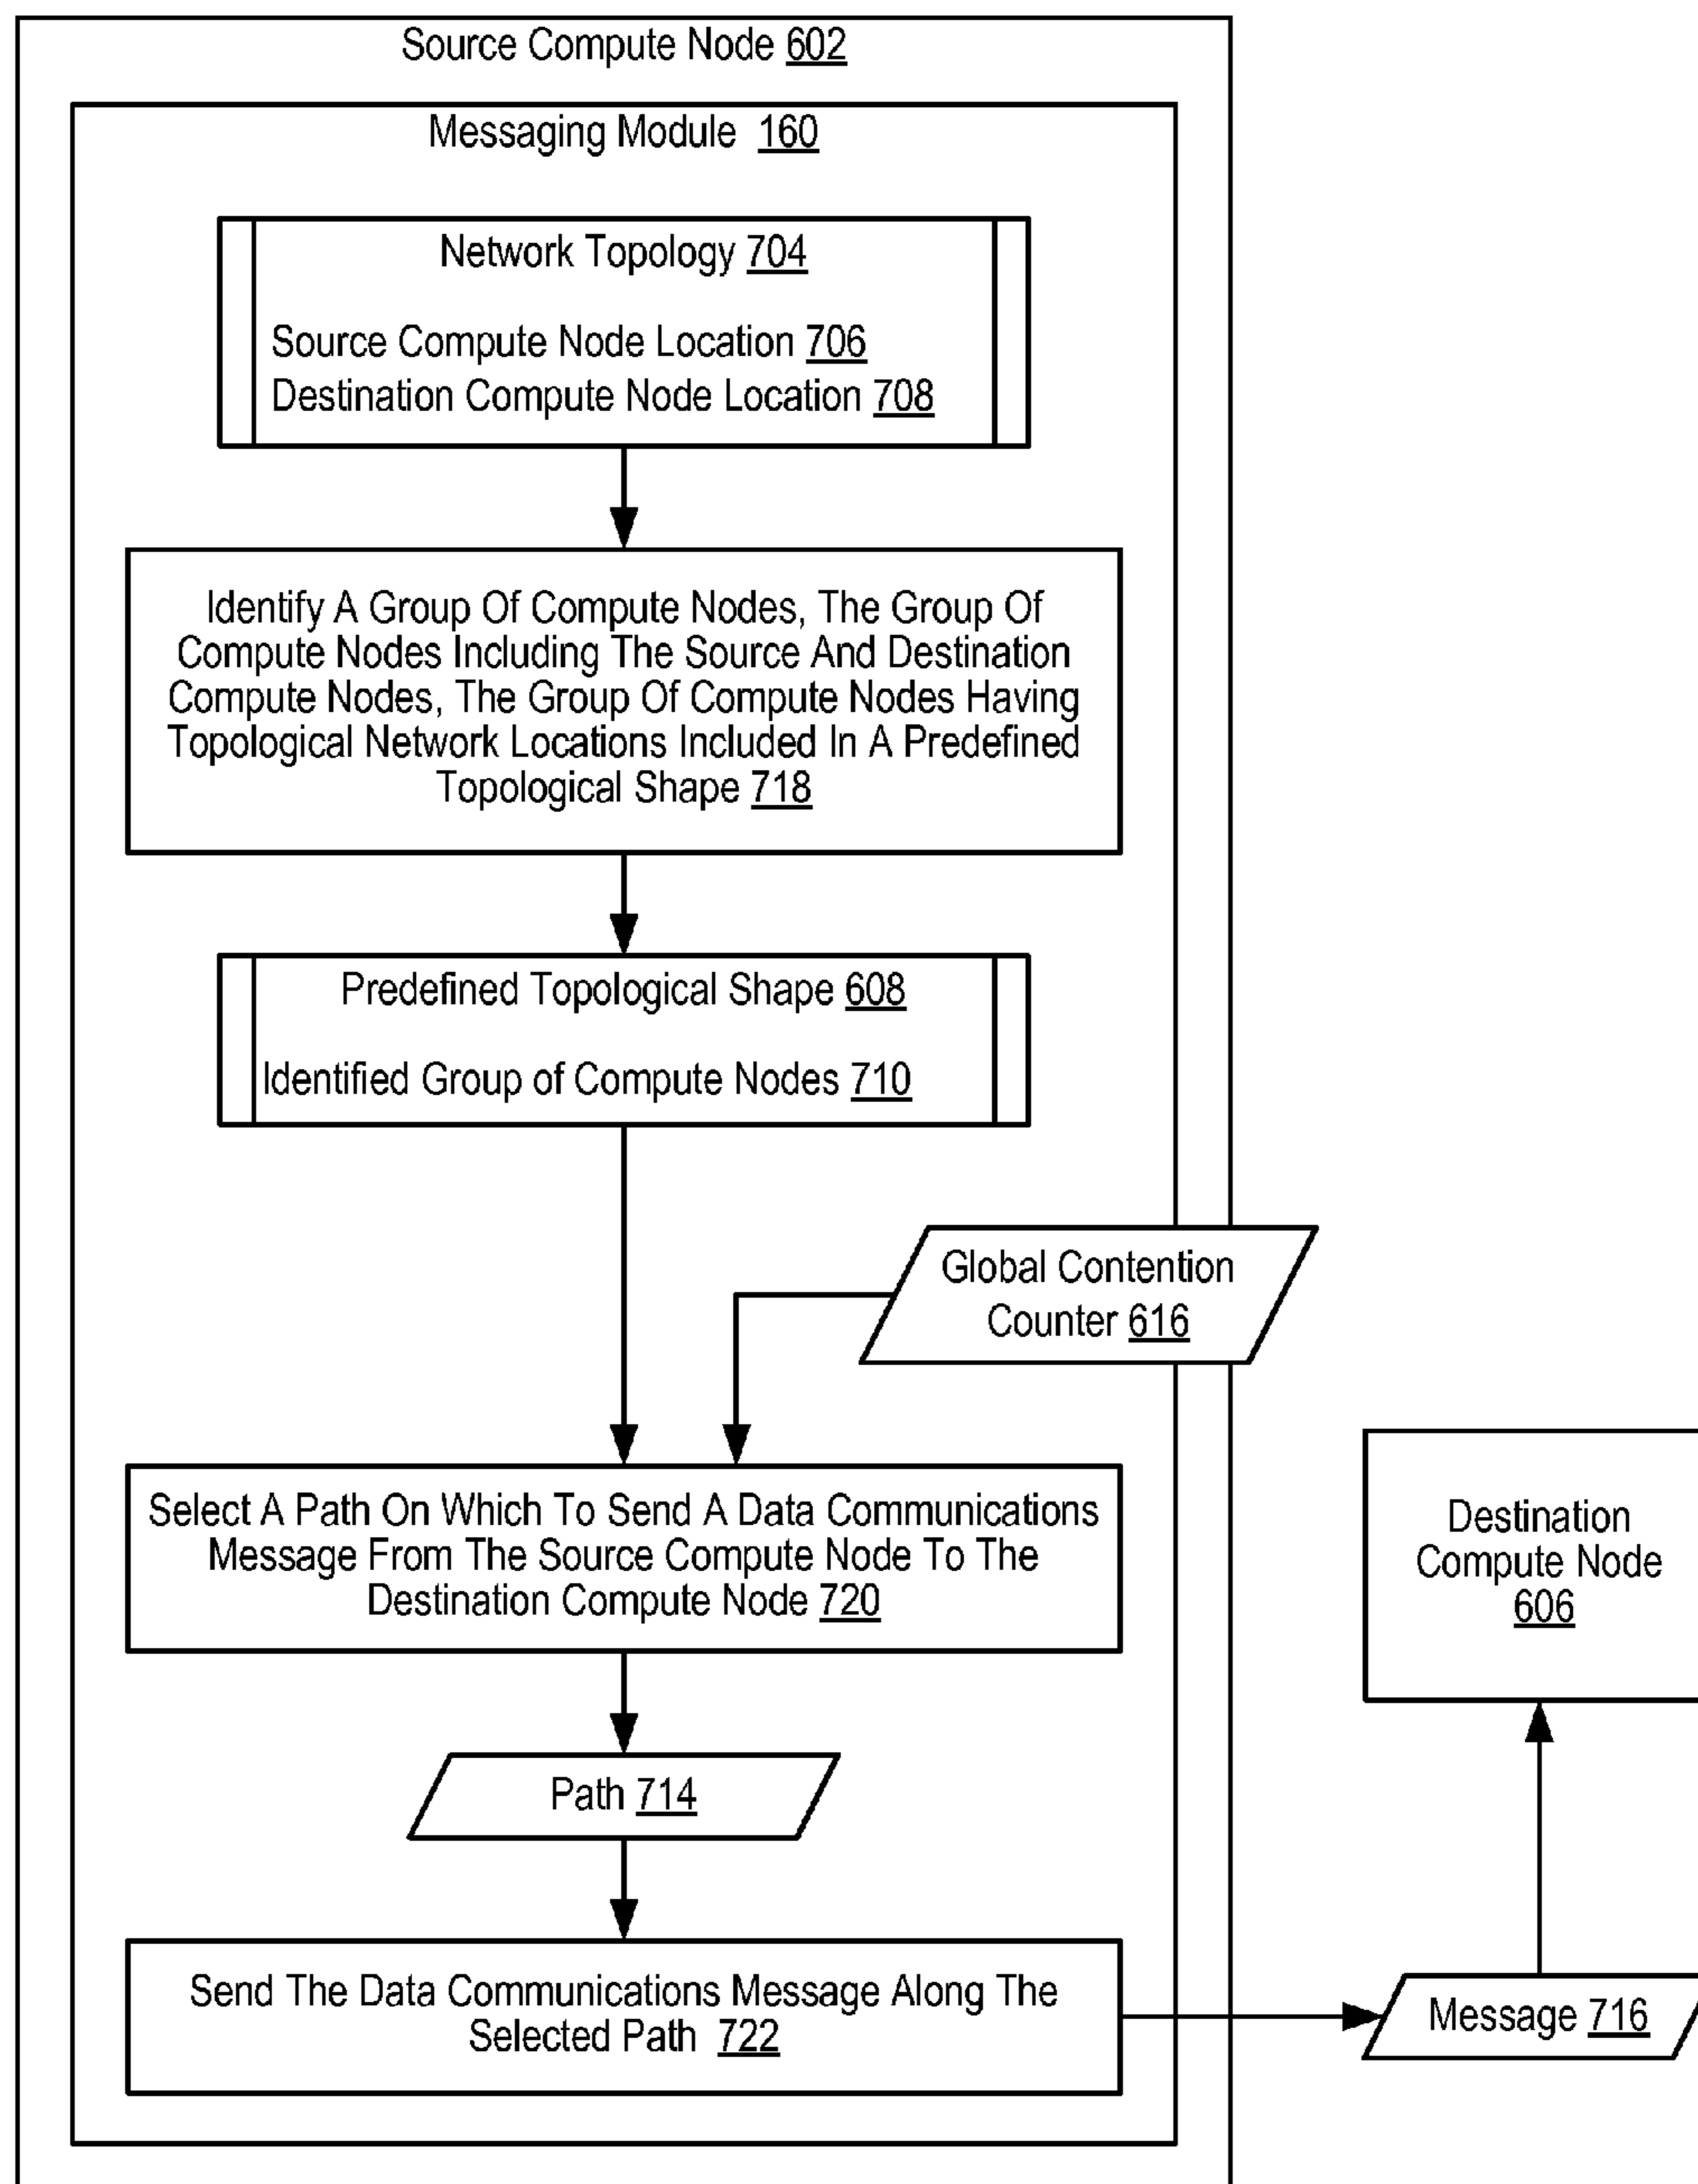 Source Compute Node 602
Messaging Module 160
Network Topology 704
Source Compute Node Location 706
Destination Compute Node Location 708
Identify A Group Of Compute Nodes, The Group Of
Compute Nodes Including The Source And Destination
Compute Nodes, The Group Of Compute Nodes Having
Topological Network Locations Included In A Predefined
Topological Shape 718
Predefined Topological Shape 608
Identified Group of Compute Nodes 710
Global Contention
Counter 616
Select A Path On Which To Send A Data Communications
Message From The Source Compute Node To The
Destination Compute Node 720
Destination
Compute Node
606
Path 714
Send The Data Communications Message Along The
Selected Path 722
Message 716